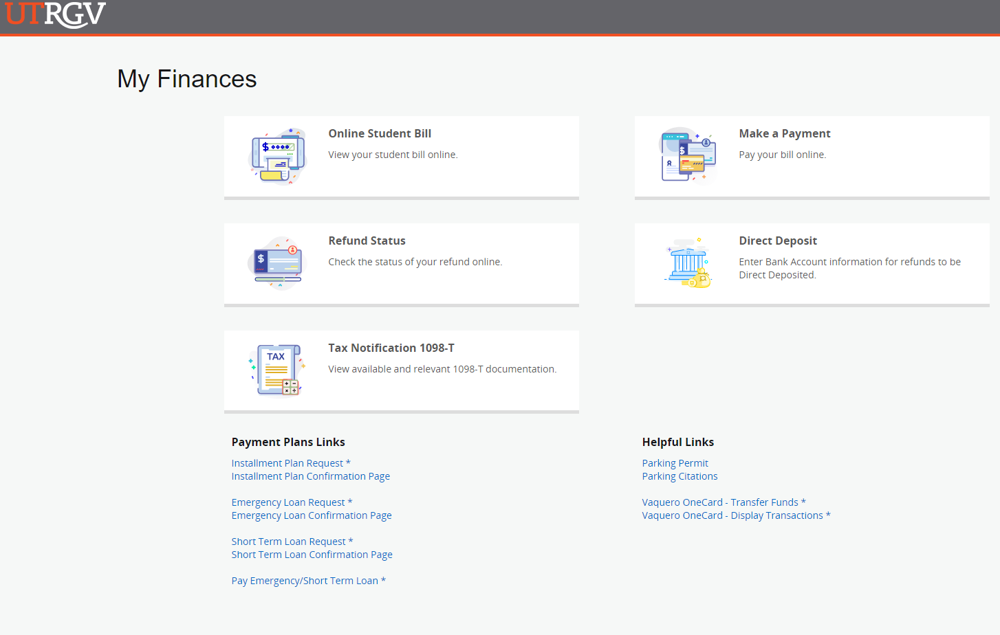 UTRGV
My Finances
Online Student Bill
View your student bill online.
Make a Payment
Pay your bill online.
Refund Status
Check the status of your refund online.
Direct Deposit
Enter Bank Account information for refunds to be
Direct Deposited.
TAX
Tax Notification 1098-T
View available and relevant 1098-T documentation.
Payment Plans Links
Installment Plan Request *
Installment Plan Confirmation Page
Emergency Loan Request *
Emergency Loan Confirmation Page
Short Term Loan Request *
Short Term Loan Confirmation Page
Pay Emergency/Short Term Loan *
Helpful Links
Parking Permit
Parking Citations
Vaquero OneCard - Transfer Funds *
Vaquero OneCard - Display Transactions *